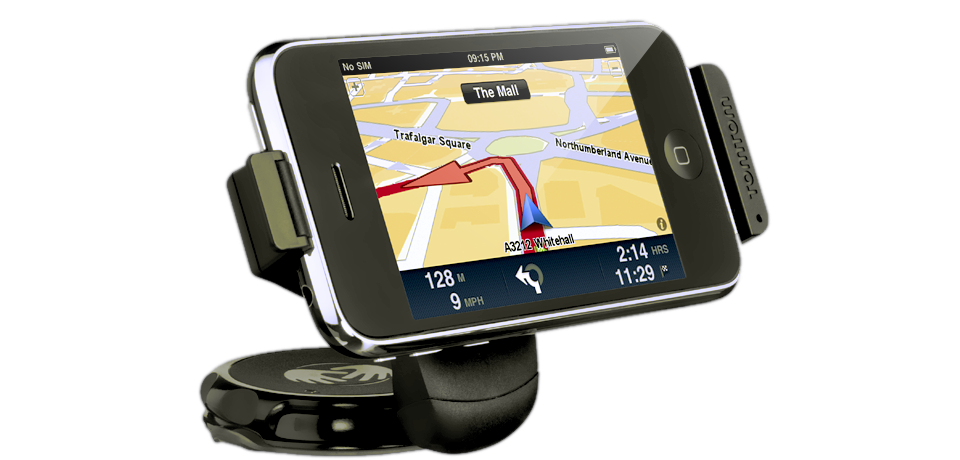 No SIM
09:15 PM
The Mall
Trafalgar Square
Northumberland Avenue
A3212 Whitehall
128 M
9 MPH
2:14 HRS
11:29
TOMTOM